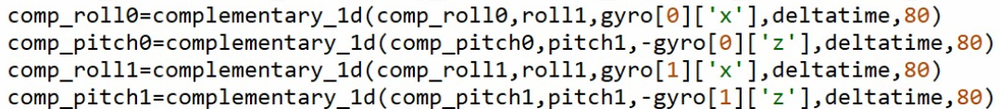 comp_roll0=complementary_1d(comp_roll0,roll1,gyro[0]['x'],deltatime,80)
comp_pitch0=complementary_1d(comp_pitch0,pitch1,-gyro[0]['z'],deltatime,80)
comp_roll1=complementary_1d(comp_roll1,roll1,gyro[1]['x'],deltatime,80)
comp_pitch1=complementary_1d(comp_pitch1,pitch1,-gyro[1]['z'],deltatime,80)